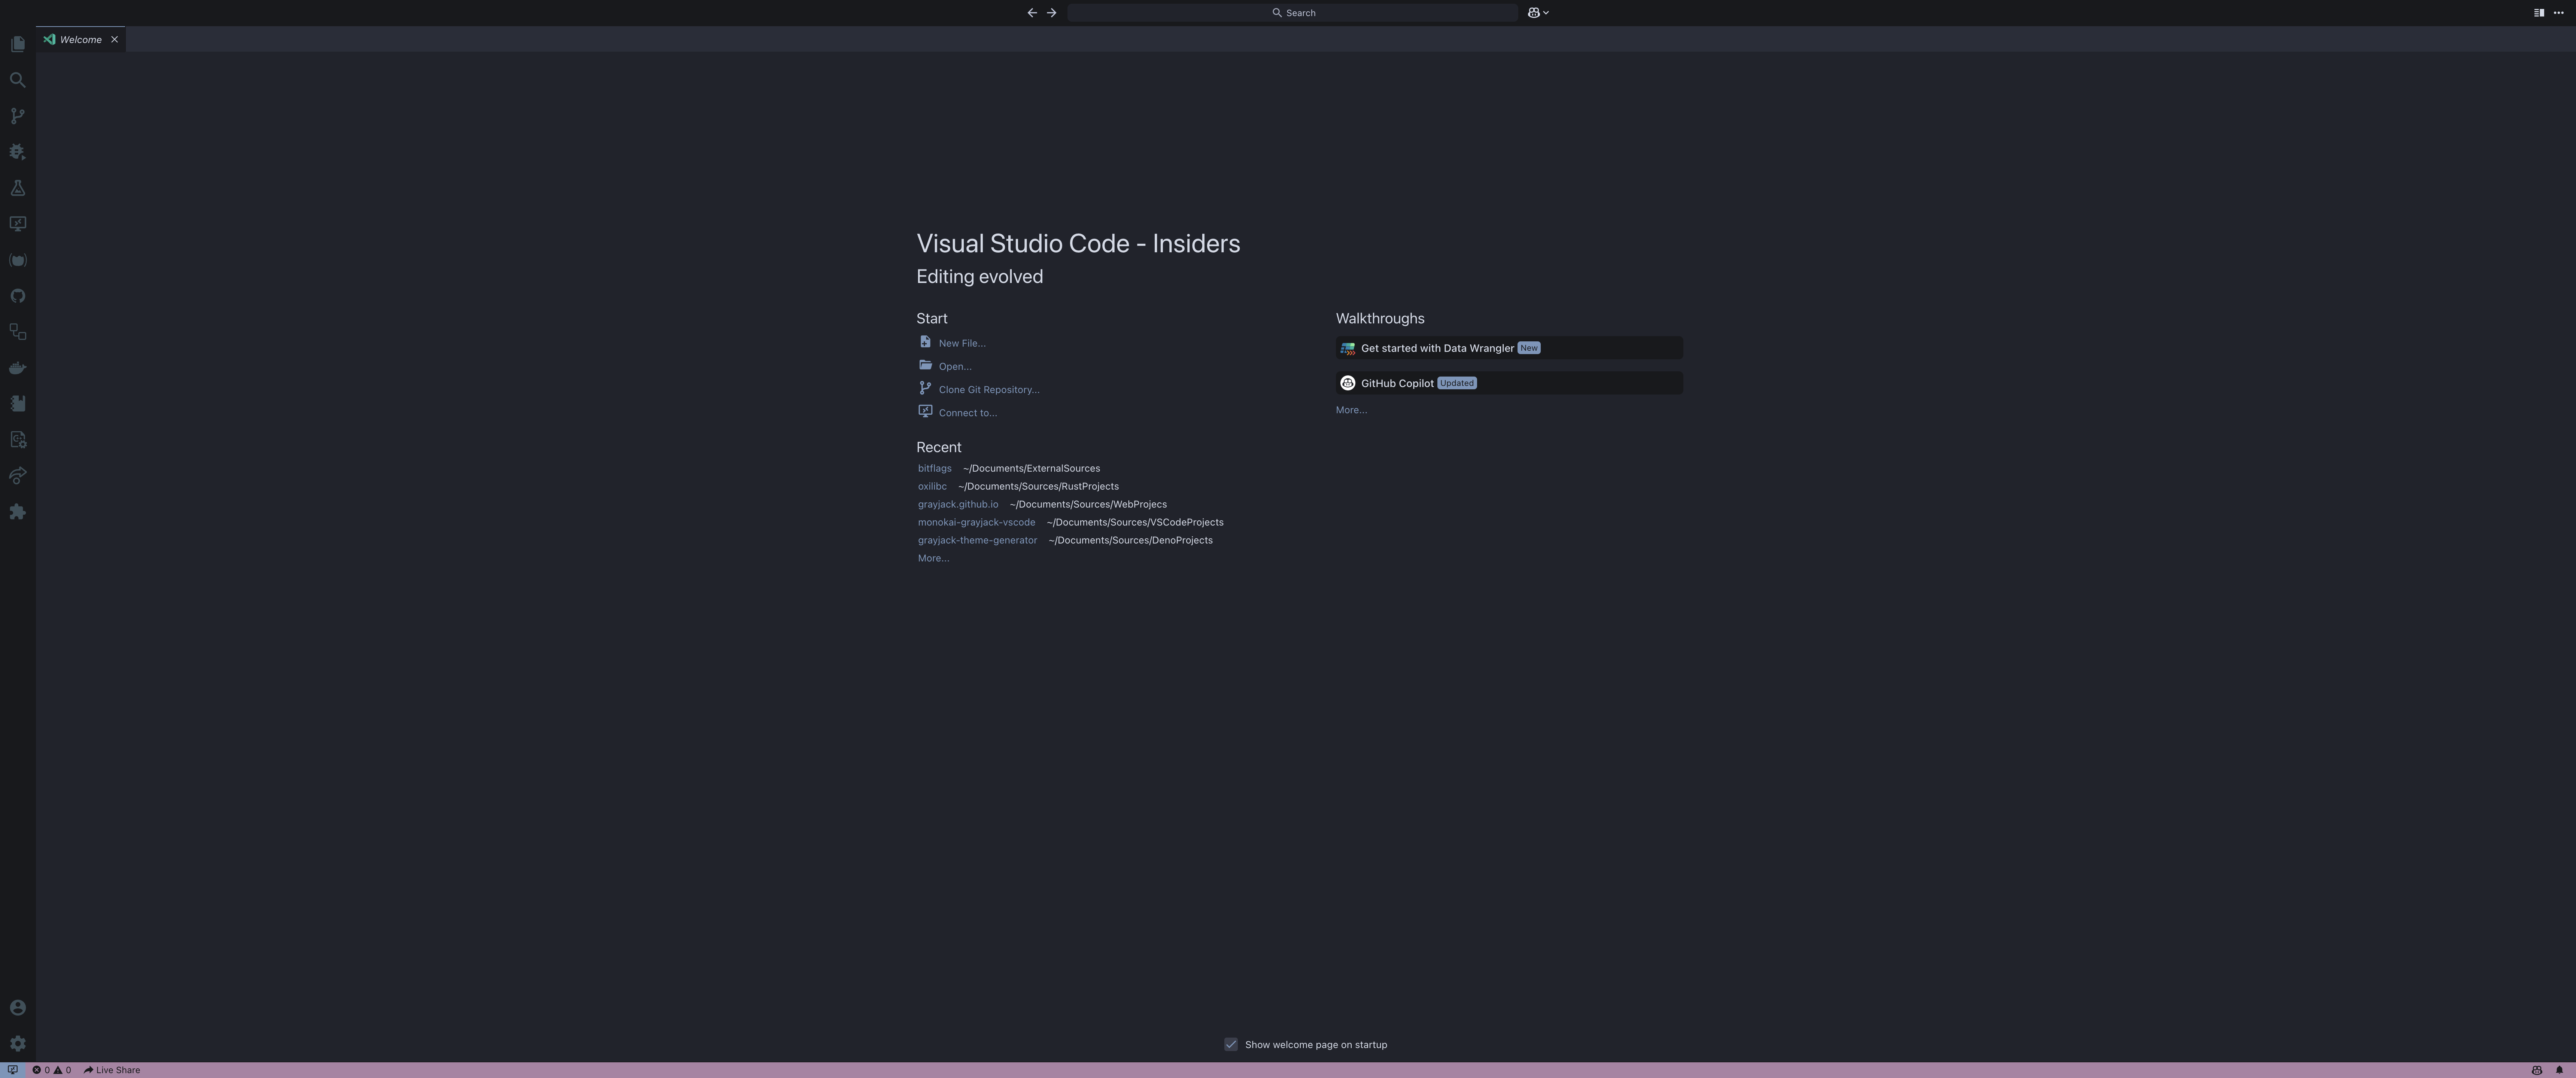 Search
Welcome
Visual Studio Code - Insiders
Editing evolved
Start
New File...
Open...
Clone Git Repository...
Connect to...
Recent
bitflags ~/Documents/ExternalSources
oxilibc ~/Documents/Sources/RustProjects
grayjack.github.io ~/Documents/Sources/WebProjecs
monokai-grayjack-vscode ~/Documents/Sources/VSCodeProjects
grayjack-theme-generator ~/Documents/Sources/DenoProjects
More...
Walkthroughs
Get started with Data Wrangler New
GitHub Copilot Updated
More...
Show welcome page on startup
0 0 Live Share